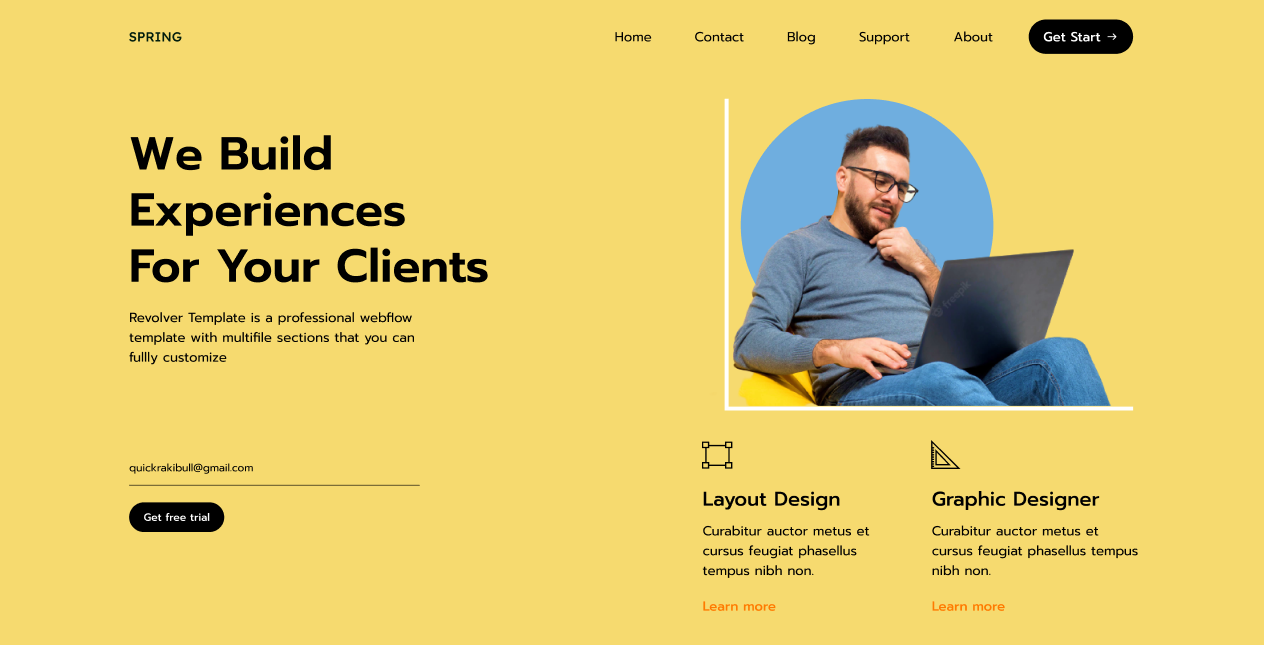 SPRING
Home
Contact
Blog
Support
About
Get Start →
We Build
Experiences
For Your Clients
Revolver Template is a professional webflow
template with multifile sections that you can
fullly customize
quickrakibull@gmail.com
Get free trial
freepik
Layout Design
Curabitur auctor metus et
cursus feugiat phasellus
tempus nibh non.
Learn more
Graphic Designer
Curabitur auctor metus et
cursus feugiat phasellus tempus
nibh non.
Learn more